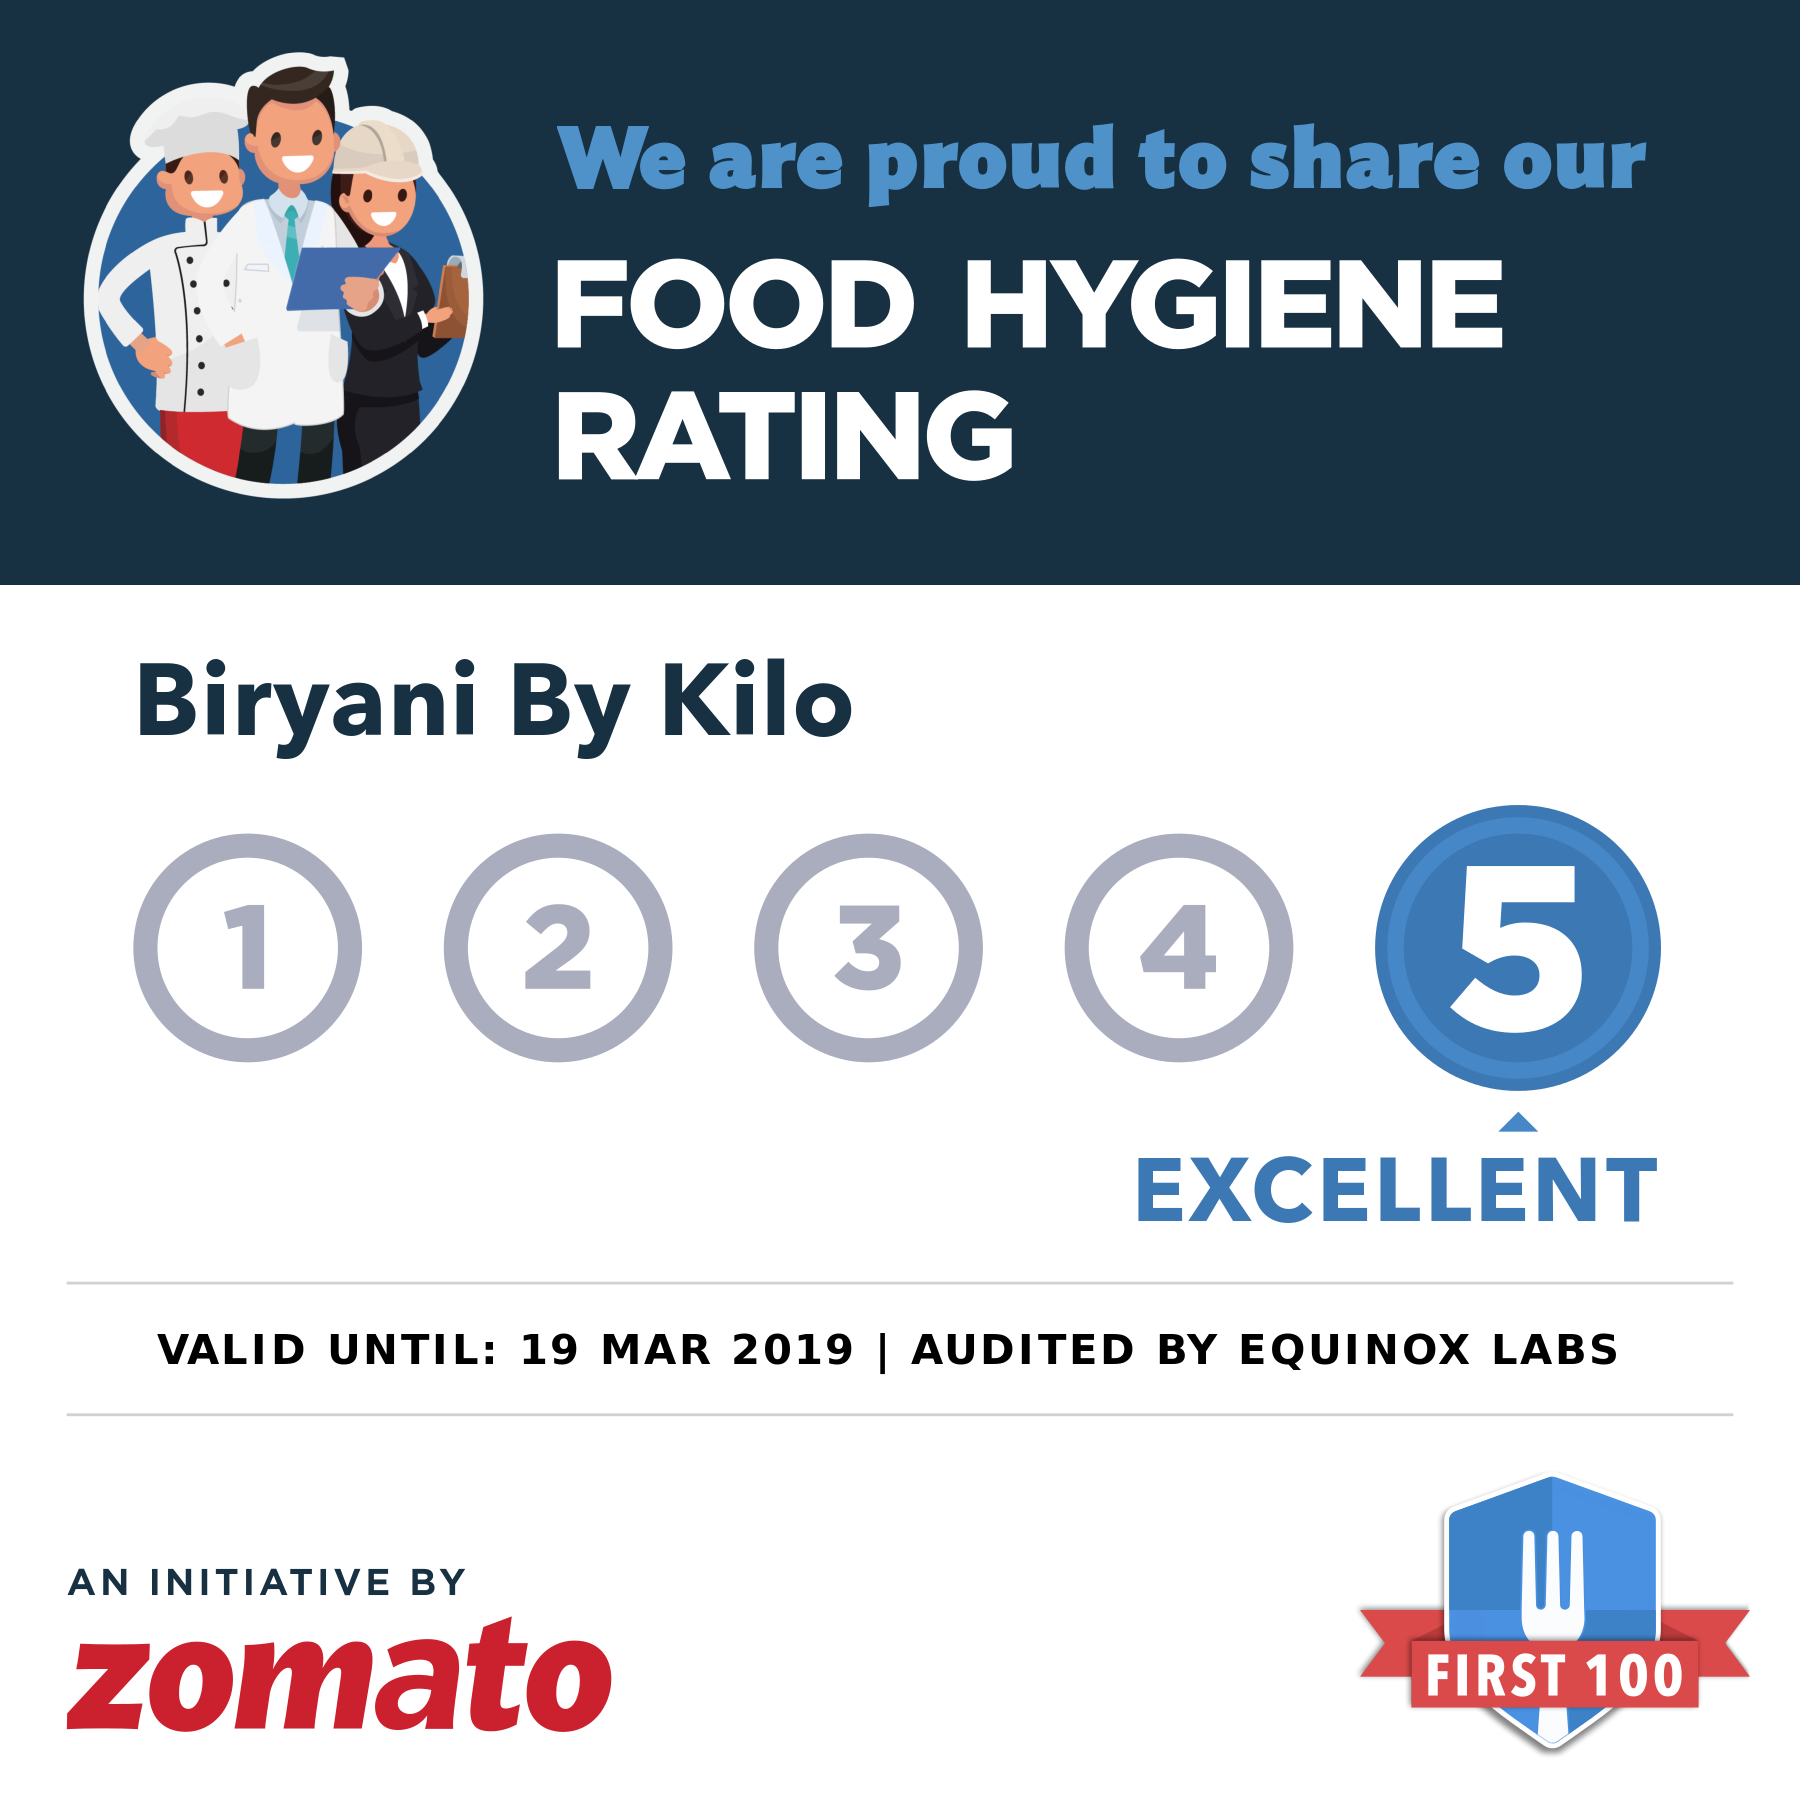 We are proud to share our
FOOD HYGIENE
RATING
Biryani By Kilo
1 2 3 4 5
EXCELLENT
VALID UNTIL: 19 MAR 2019 | AUDITED BY EQUINOX LABS
AN INITIATIVE BY
zomato
FIRST 100